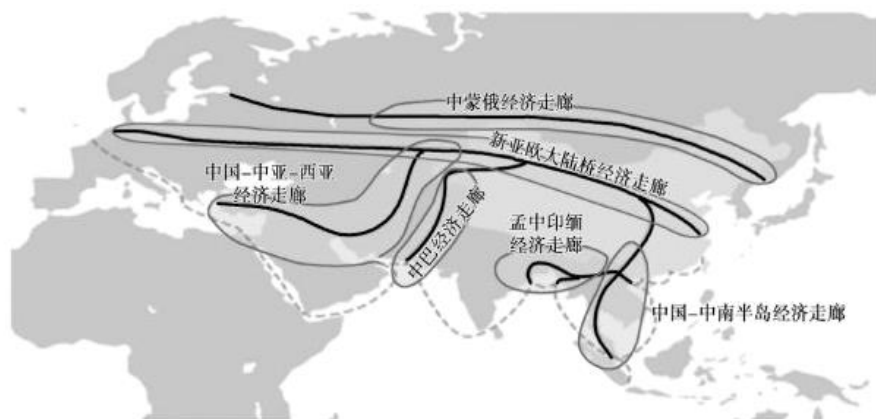 中蒙俄经济走廊
新亚欧大陆桥经济走廊
中国-中亚-西亚
经济走廊
中巴经济走廊
孟中印缅
经济走廊
中国-中南半岛经济走廊